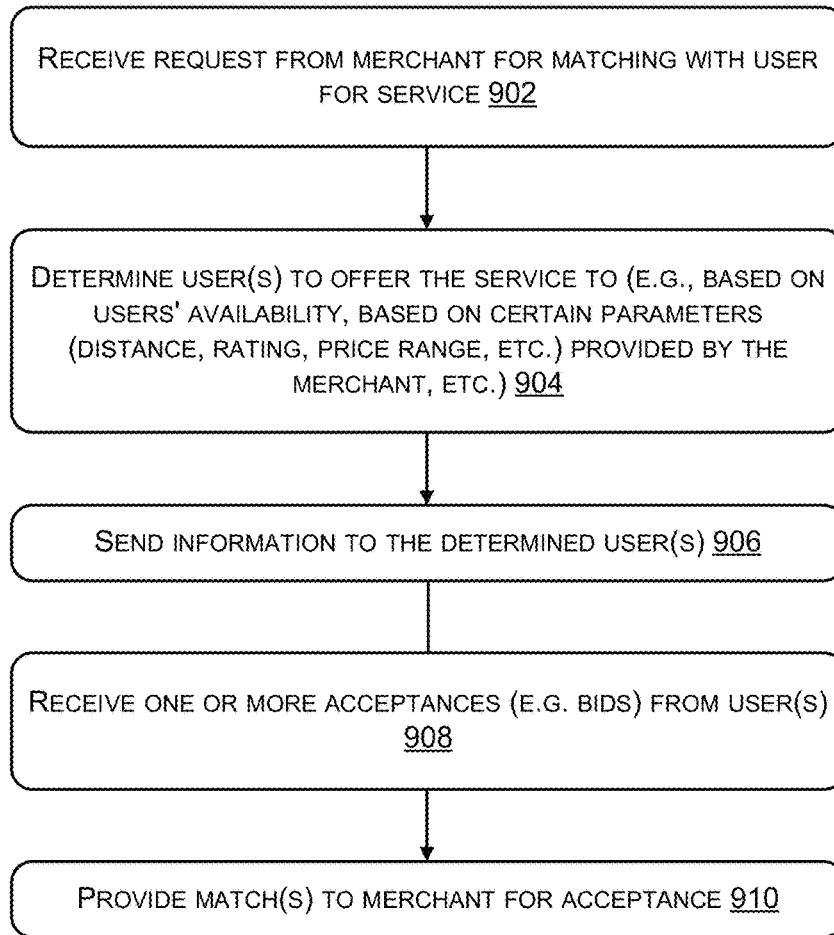 RECEIVE REQUEST FROM MERCHANT FOR MATCHING WITH USER
FOR SERVICE 902
DETERMINE USER(S) TO OFFER THE SERVICE TO (E.G., BASED ON
USERS' AVAILABILITY, BASED ON CERTAIN PARAMETERS
(DISTANCE, RATING, PRICE RANGE, ETC.) PROVIDED BY THE
MERCHANT, ETC.) 904
SEND INFORMATION TO THE DETERMINED USER(S) 906
RECEIVE ONE OR MORE ACCEPTANCES (E.G. BIDS) FROM USER(S)
908
PROVIDE MATCH(S) TO MERCHANT FOR ACCEPTANCE 910